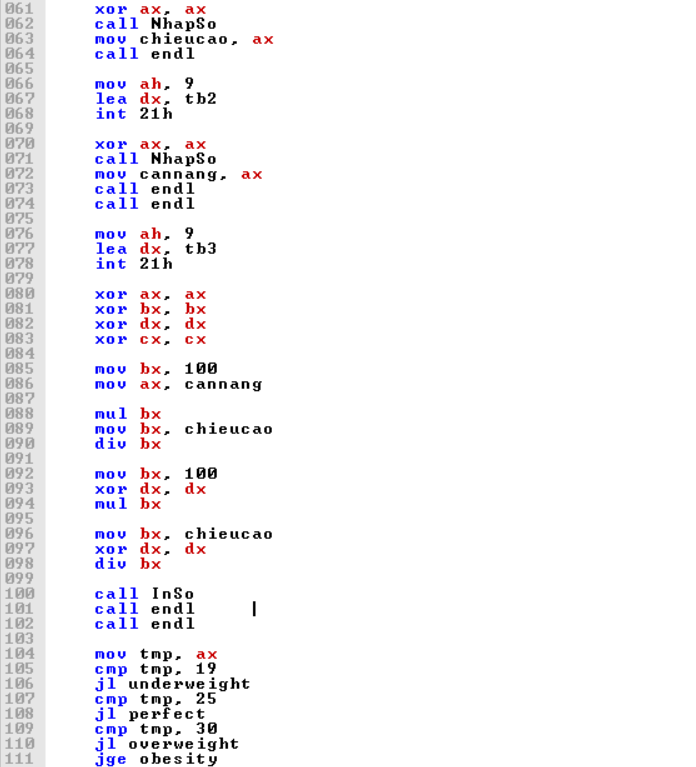 061 xor ax, ax
062 call NhapSo
063 mov chieucao, ax
064 call endl
065
066 mov ah, 9
067 lea dx, tb2
068 int 21h
069
070 xor ax, ax
071 call NhapSo
072 mov cannang, ax
073 call endl
074 call endl
075
076 mov ah, 9
077 lea dx, tb3
078 int 21h
079
080 xor ax, ax
081 xor bx, bx
082 xor dx, dx
083 xor cx, cx
084
085 mov bx, 100
086 mov ax, cannang
087
088 mul bx
089 mov bx, chieucao
090 div bx
091
092 mov bx, 100
093 xor dx, dx
094 mul bx
095
096 mov bx, chieucao
097 xor dx, dx
098 div bx
099
100 call InSo
101 call endl
102 call endl
103
104 mov tmp, ax
105 cmp tmp, 19
106 jl underweight
107 cmp tmp, 25
108 jl perfect
109 cmp tmp, 30
110 jl overweight
111 jge obesity